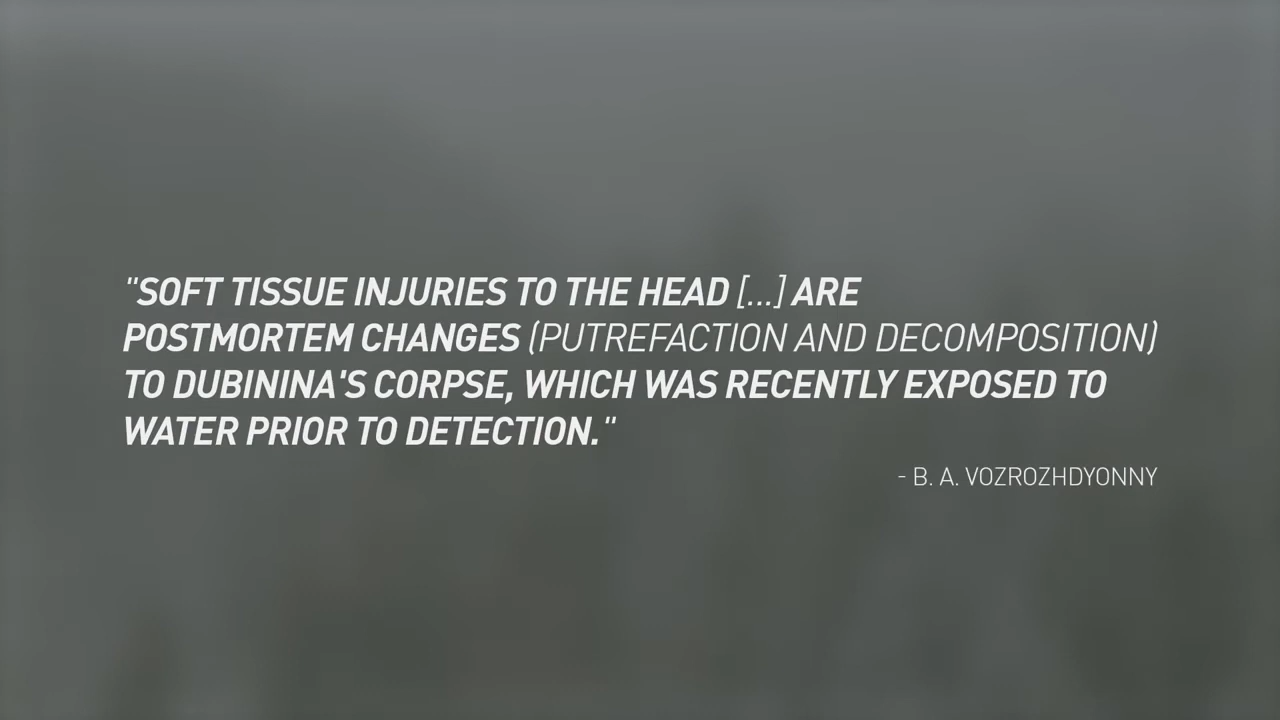 "SOFT TISSUE INJURIES TO THE HEAD [...] ARE
POSTMORTEM CHANGES (PUTREFACTION AND DECOMPOSITION)
TO DUBININA'S CORPSE, WHICH WAS RECENTLY EXPOSED TO
WATER PRIOR TO DETECTION."
- B. A. VOZROZHDYONNY